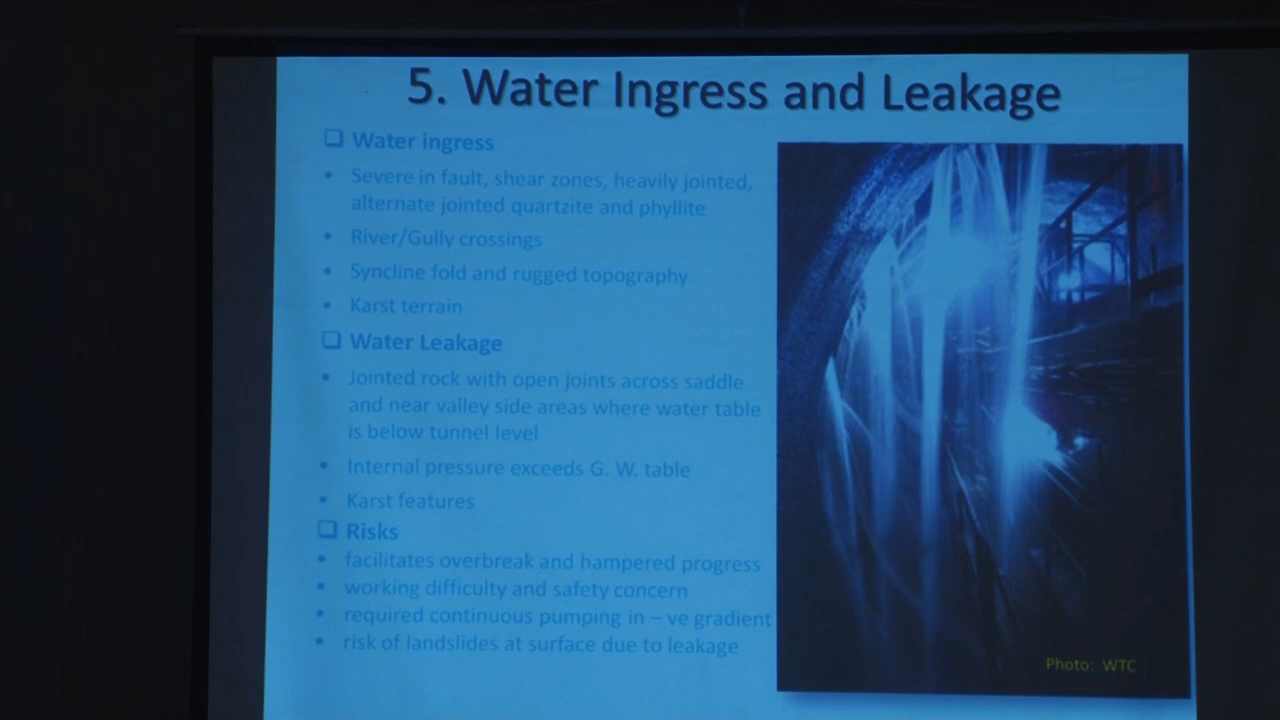 5. Water Ingress and Leakage
❑ Water ingress
• Severe in fault, shear zones, heavily jointed,
alternate jointed quartzite and phyllite
• River/Gully crossings
• Syncline fold and rugged topography
• Karst terrain
❑ Water Leakage
• Jointed rock with open joints across saddle
and near valley side areas where water table
is below tunnel level
• Internal pressure exceeds G. W. table
• Karst features
❑ Risks
• facilitates overbreak and hampered progress
• working difficulty and safety concern
• required continuous pumping in – ve gradient
• risk of landslides at surface due to leakage
Photo: WTC